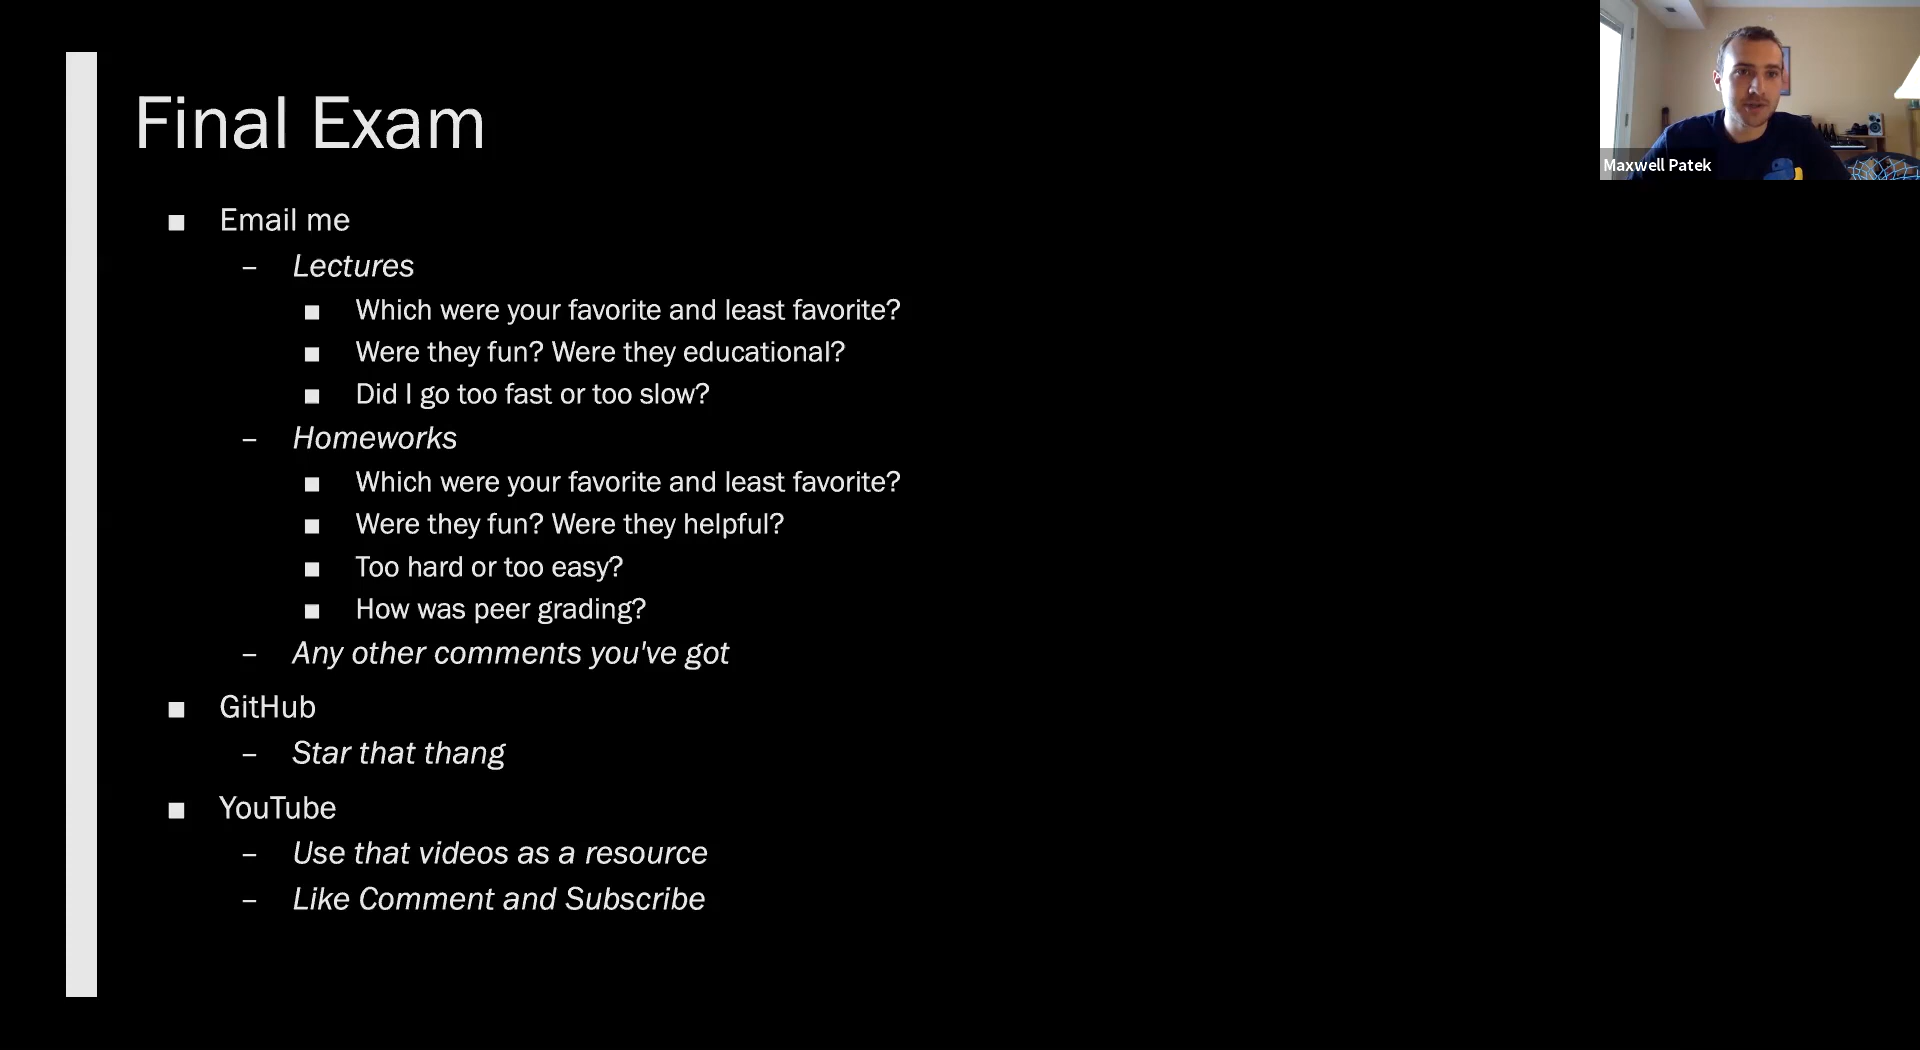 Final Exam
Maxwell Patek
■ Email me
– Lectures
■ Which were your favorite and least favorite?
■ Were they fun? Were they educational?
■ Did I go too fast or too slow?
– Homeworks
■ Which were your favorite and least favorite?
■ Were they fun? Were they helpful?
■ Too hard or too easy?
■ How was peer grading?
– Any other comments you've got
■ GitHub
– Star that thang
■ YouTube
– Use that videos as a resource
– Like Comment and Subscribe